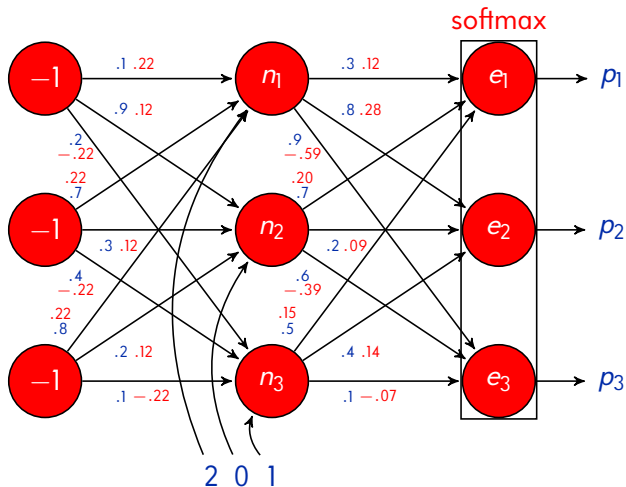 softmax
−1 .1 .22 n1 .3 .12 e1 p1
.9 .12 .8 .28
.2 .9
−.22 −.59
.22 .20
.7 .7
−1 n2 e2 p2
.3 .12 .2 .09
.4 .6
−.22 −.39
.22 .15
.8 .5
.2 .12 .4 .14
−1 n3 e3 p3
.1 −.22 .1 −.07
2 0 1